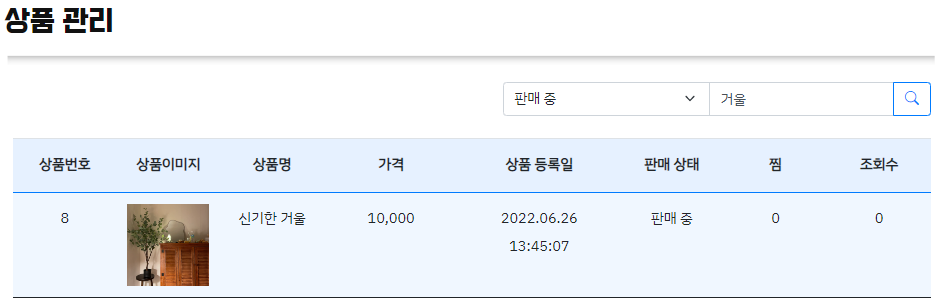 상품 관리
판매 중 거울
상품번호 상품이미지 상품명 가격 상품 등록일 판매 상태 찜 조회수
8 신기한 거울 10,000 2022.06.26 판매 중 0 0
13:45:07